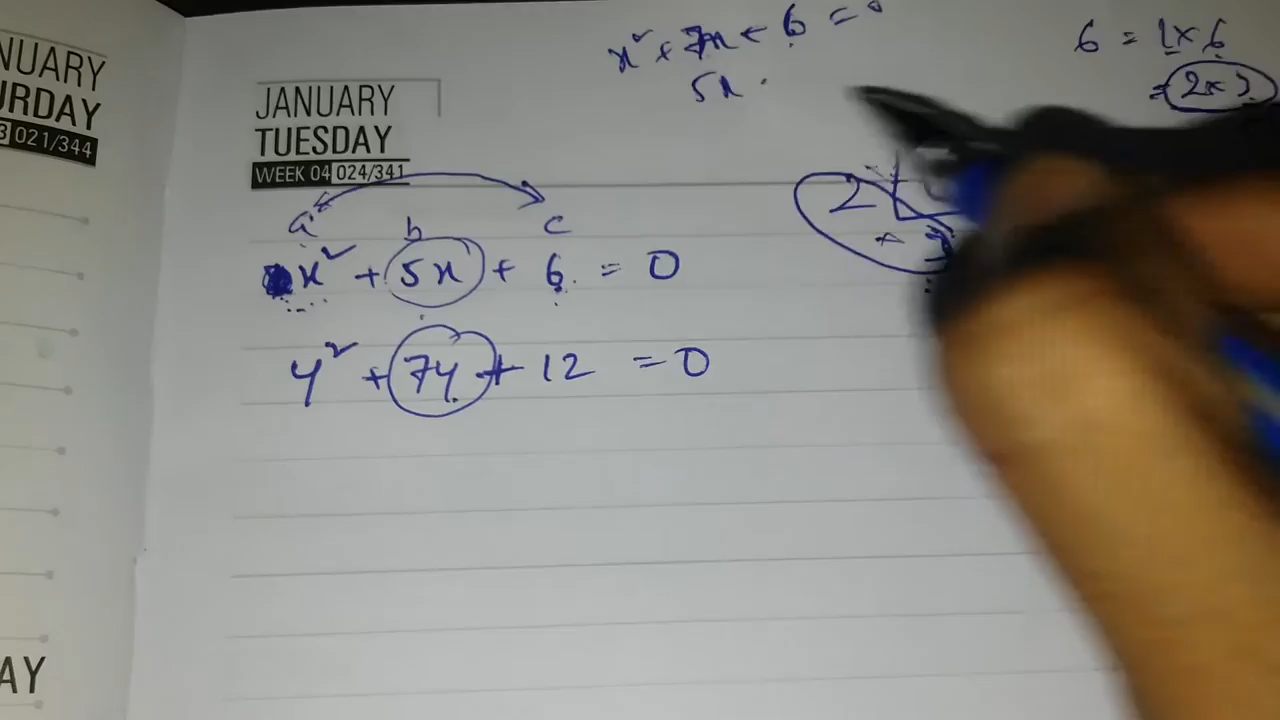 NUARY
URDAY
3 021/344
AY
x² + 7x + 6 = 0
5x
6 = 1 x 6
= 2 x 3
JANUARY
TUESDAY
WEEK 04 024/341
a b c
x² + 5x + 6 = 0
2
y² + 7y + 12 = 0